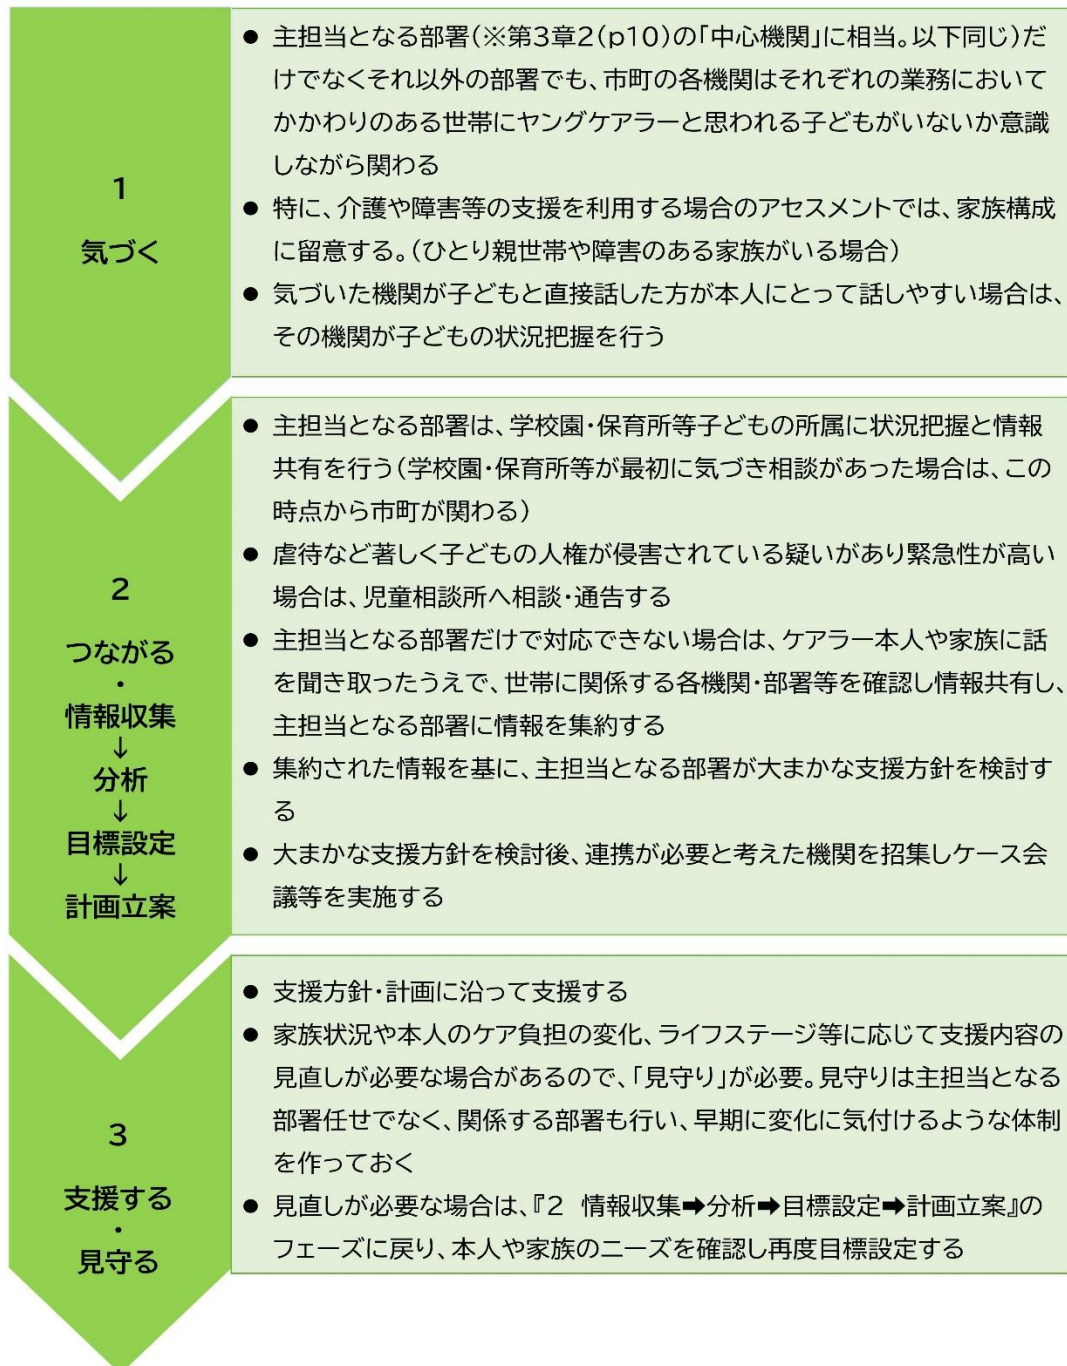 1
気づく
● 主担当となる部署(※第3章2(p10)の「中心機関」に相当。以下同じ)だ
けでなくそれ以外の部署でも、市町の各機関はそれぞれの業務において
かかわりのある世帯にヤングケアラーと思われる子どもがいないか意識
しながら関わる
● 特に、介護や障害等の支援を利用する場合のアセスメントでは、家族構成
に留意する。(ひとり親世帯や障害のある家族がいる場合)
● 気づいた機関が子どもと直接話した方が本人にとって話しやすい場合は、
その機関が子どもの状況把握を行う
2
つながる
・
情報収集
↓
分析
↓
目標設定
↓
計画立案
● 主担当となる部署は、学校園・保育所等子どもの所属に状況把握と情報
共有を行う(学校園・保育所等が最初に気づき相談があった場合は、この
時点から市町が関わる)
● 虐待など著しく子どもの人権が侵害されている疑いがあり緊急性が高い
場合は、児童相談所へ相談・通告する
● 主担当となる部署だけで対応できない場合は、ケアラー本人や家族に話
を聞き取ったうえで、世帯に関係する各機関・部署等を確認し情報共有し、
主担当となる部署に情報を集約する
● 集約された情報を基に、主担当となる部署が大まかな支援方針を検討す
る
● 大まかな支援方針を検討後、連携が必要と考えた機関を招集しケース会
議等を実施する
3
支援する
・
見守る
● 支援方針・計画に沿って支援する
● 家族状況や本人のケア負担の変化、ライフステージ等に応じて支援内容の
見直しが必要な場合があるので、「見守り」が必要。見守りは主担当となる
部署任せでなく、関係する部署も行い、早期に変化に気付けるような体制
を作っておく
● 見直しが必要な場合は、『2 情報収集➡分析➡目標設定➡計画立案』の
フェーズに戻り、本人や家族のニーズを確認し再度目標設定する